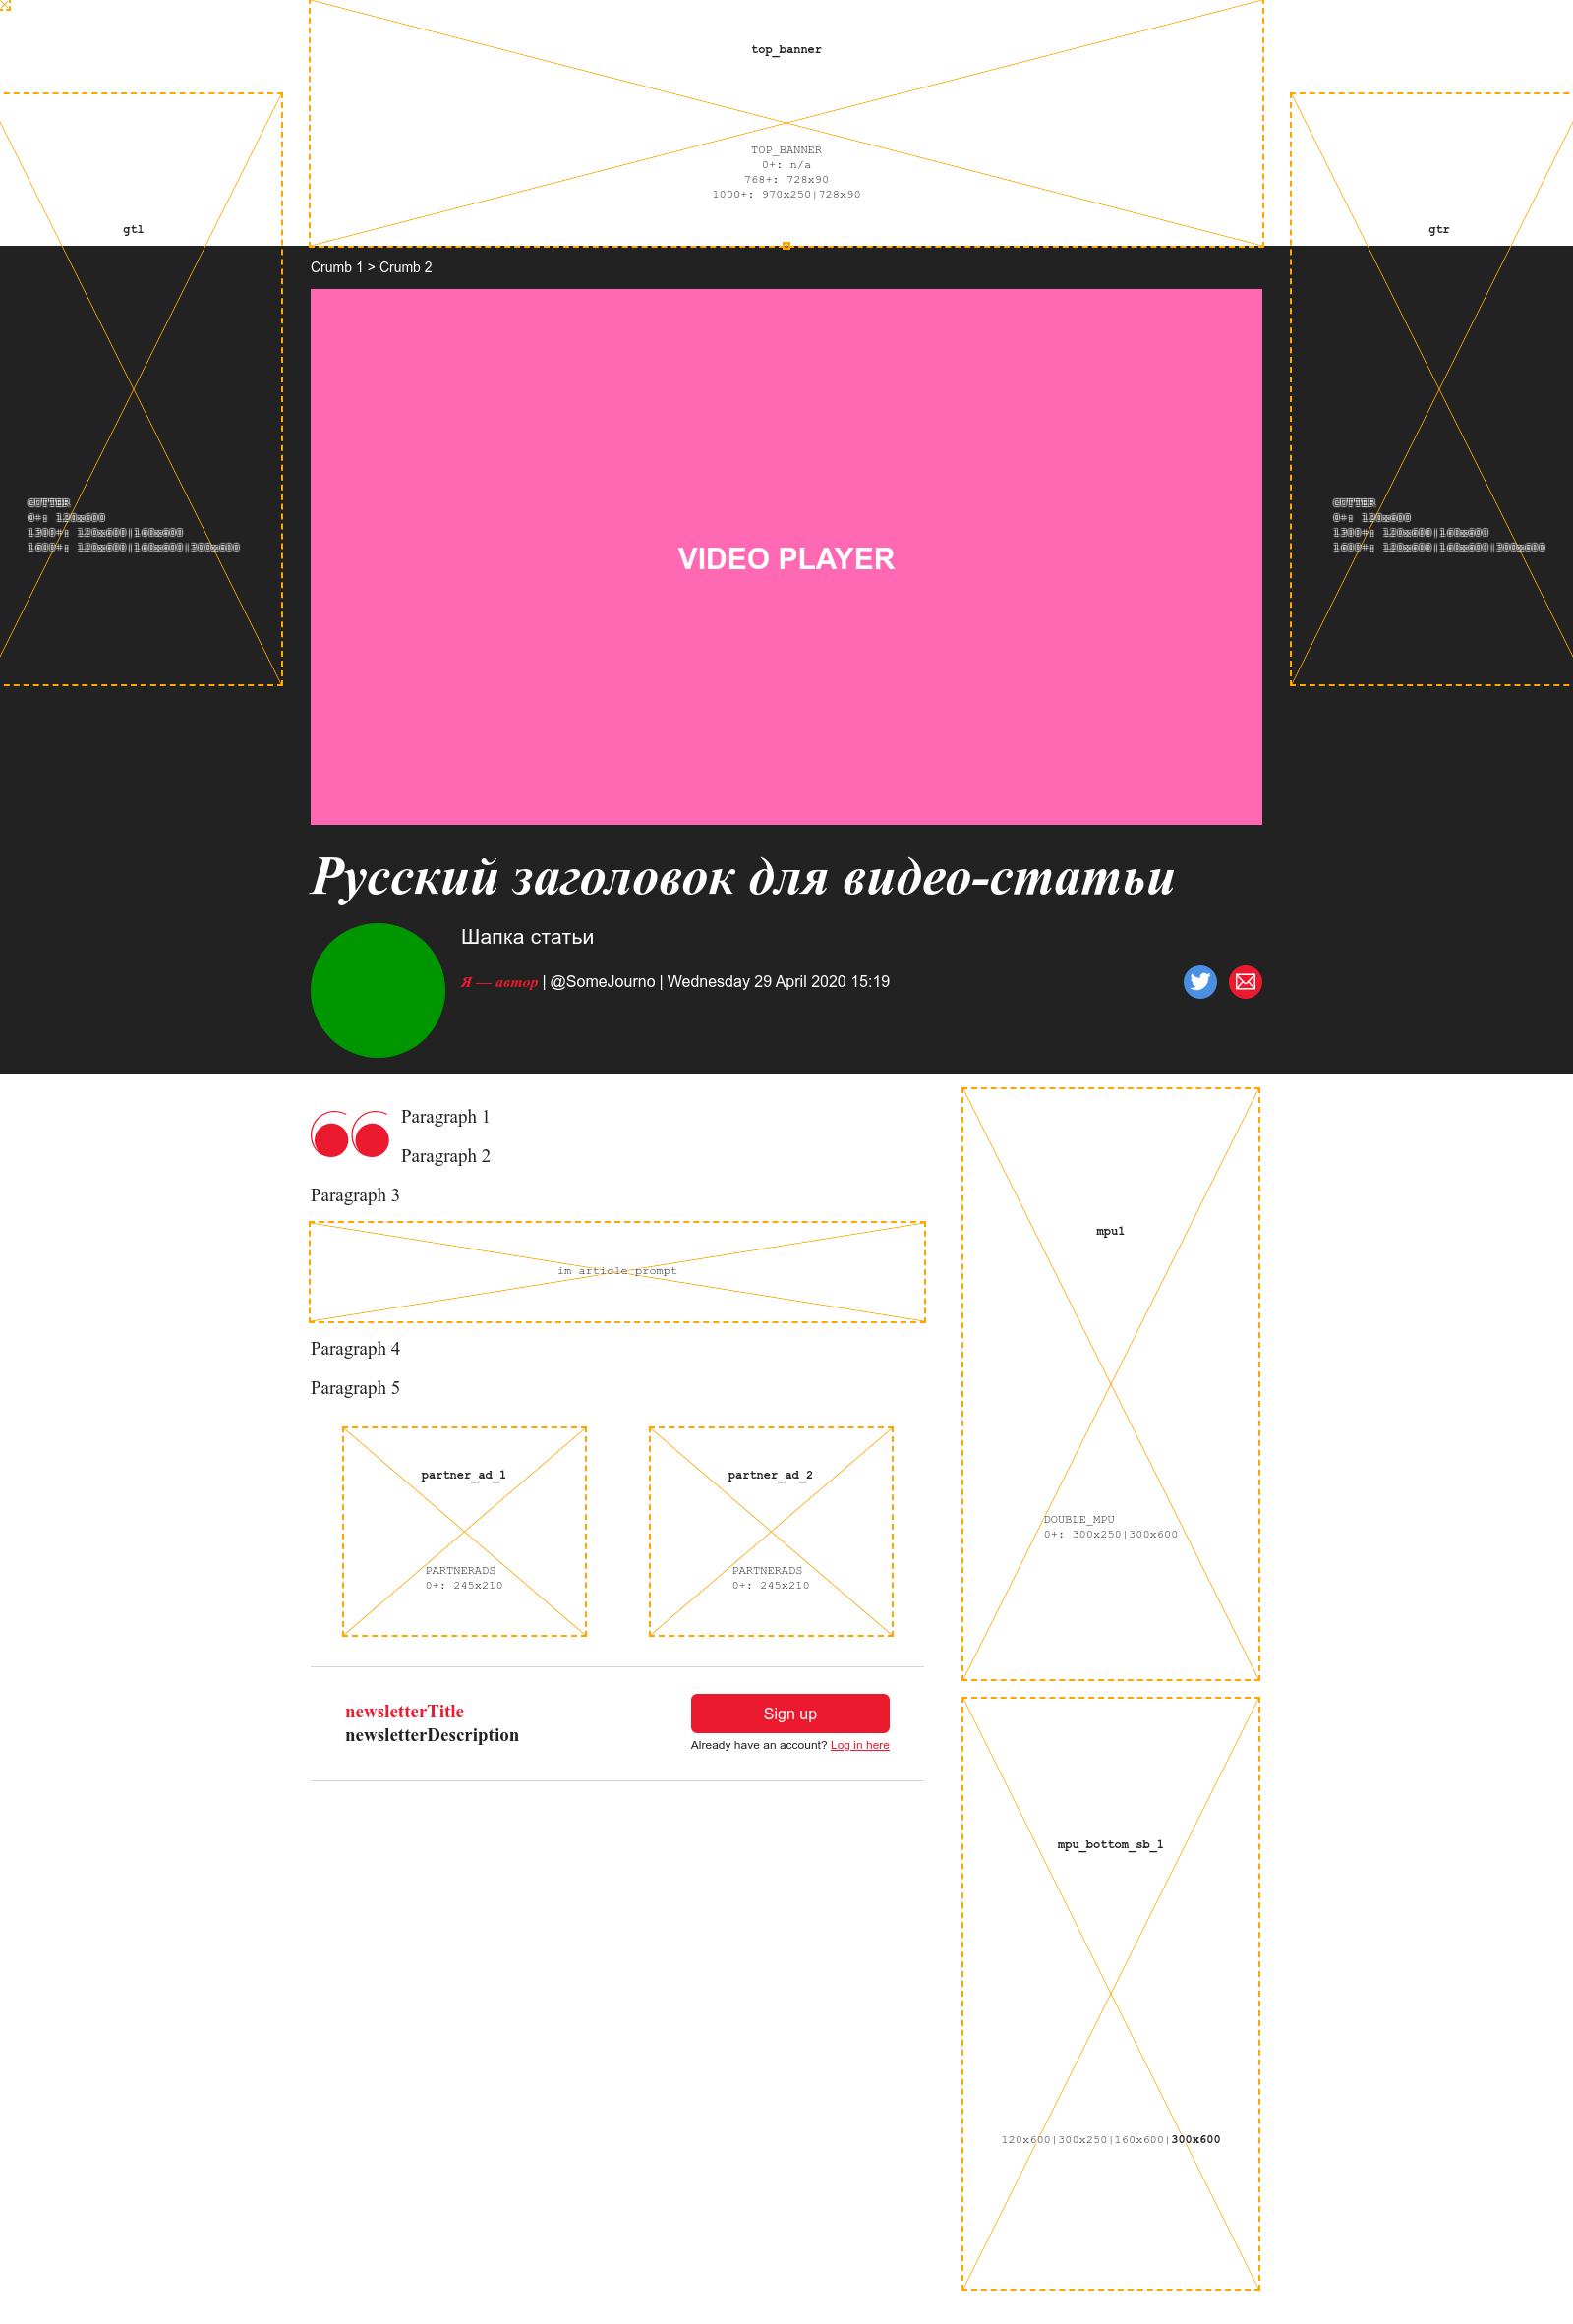 top_banner
TOP_BANNER
0+: n/a
768+: 728x90
1000+: 970x250|728x90
gtl
gtr
Crumb 1 > Crumb 2
GUTTER
0+: 120x600
1300+: 120x600|160x600
1600+: 120x600|160x600|300x600
VIDEO PLAYER
GUTTER
0+: 120x600
1300+: 120x600|160x600
1600+: 120x600|160x600|300x600
Русский заголовок для видео-статьи
Шапка статьи
Я — автор | @SomeJourno | Wednesday 29 April 2020 15:19
Paragraph 1
Paragraph 2
Paragraph 3
im article prompt
Paragraph 4
Paragraph 5
partner_ad_1
PARTNERADS
0+: 245x210
partner_ad_2
PARTNERADS
0+: 245x210
newsletterTitle
newsletterDescription
Sign up
Already have an account? Log in here
mpu1
DOUBLE_MPU
0+: 300x250|300x600
mpu_bottom_sb_1
120x600|300x250|160x600|300x600